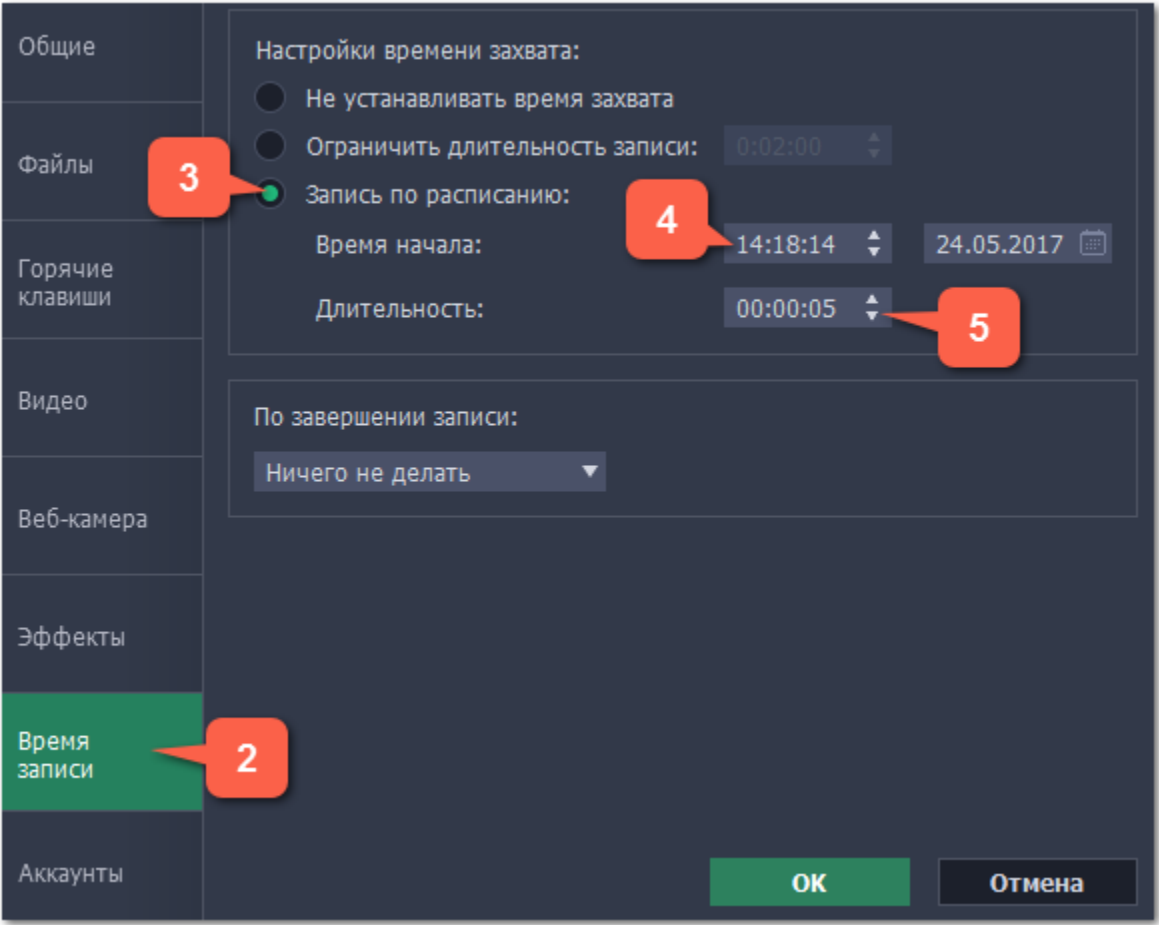 Общие
Файлы
Горячие
клавиши
Видео
Веб-камера
Эффекты
Время
записи
Аккаунты
Настройки времени захвата:
Не устанавливать время захвата
Ограничить длительность записи: 0:02:00
3
Запись по расписанию:
4
Время начала: 14:18:14 24.05.2017
Длительность: 00:00:05
5
По завершении записи:
Ничего не делать
2
OK Отмена